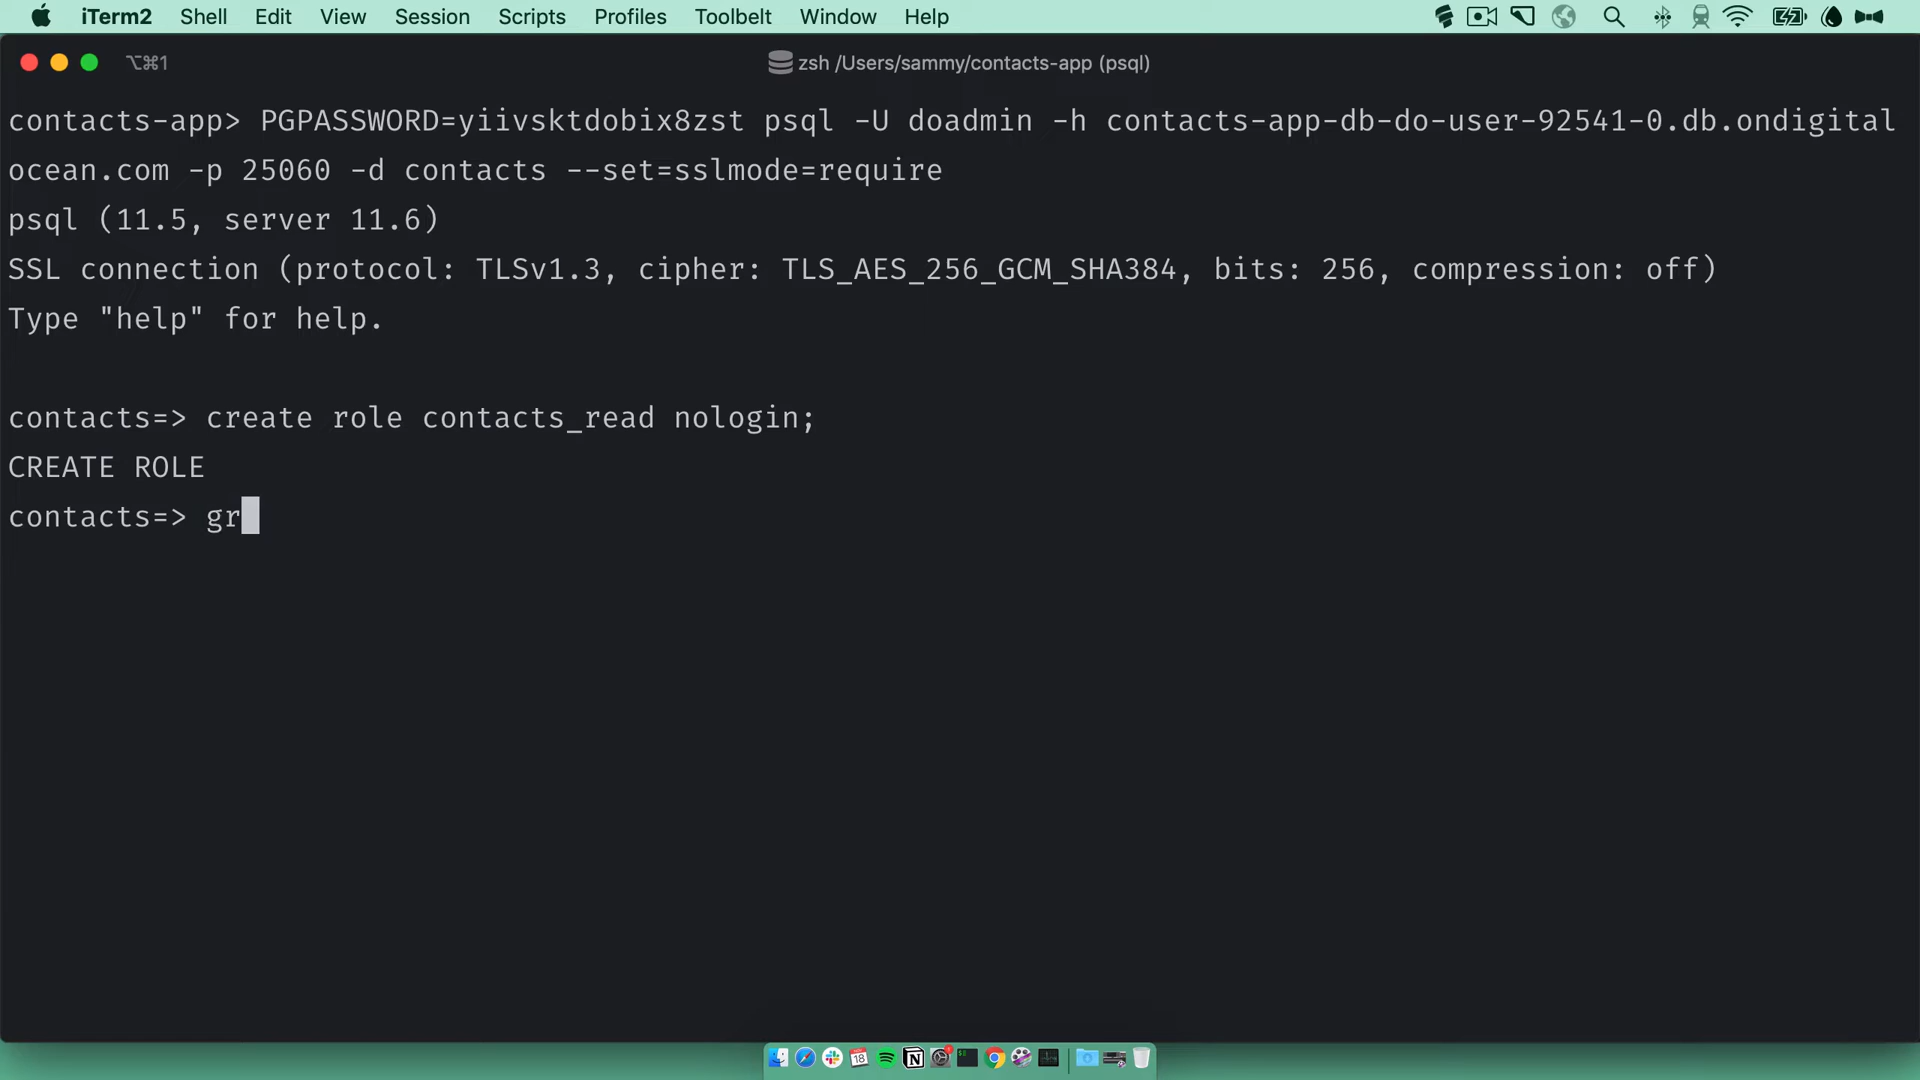 iTerm2 Shell Edit View Session Scripts Profiles Toolbelt Window Help
⌥⌘1 zsh /Users/sammy/contacts-app (psql)
contacts-app> PGPASSWORD=yiivsktdobix8zst psql -U doadmin -h contacts-app-db-do-user-92541-0.db.ondigital
ocean.com -p 25060 -d contacts --set=sslmode=require
psql (11.5, server 11.6)
SSL connection (protocol: TLSv1.3, cipher: TLS_AES_256_GCM_SHA384, bits: 256, compression: off)
Type "help" for help.
contacts=> create role contacts_read nologin;
CREATE ROLE
contacts=> gr
18